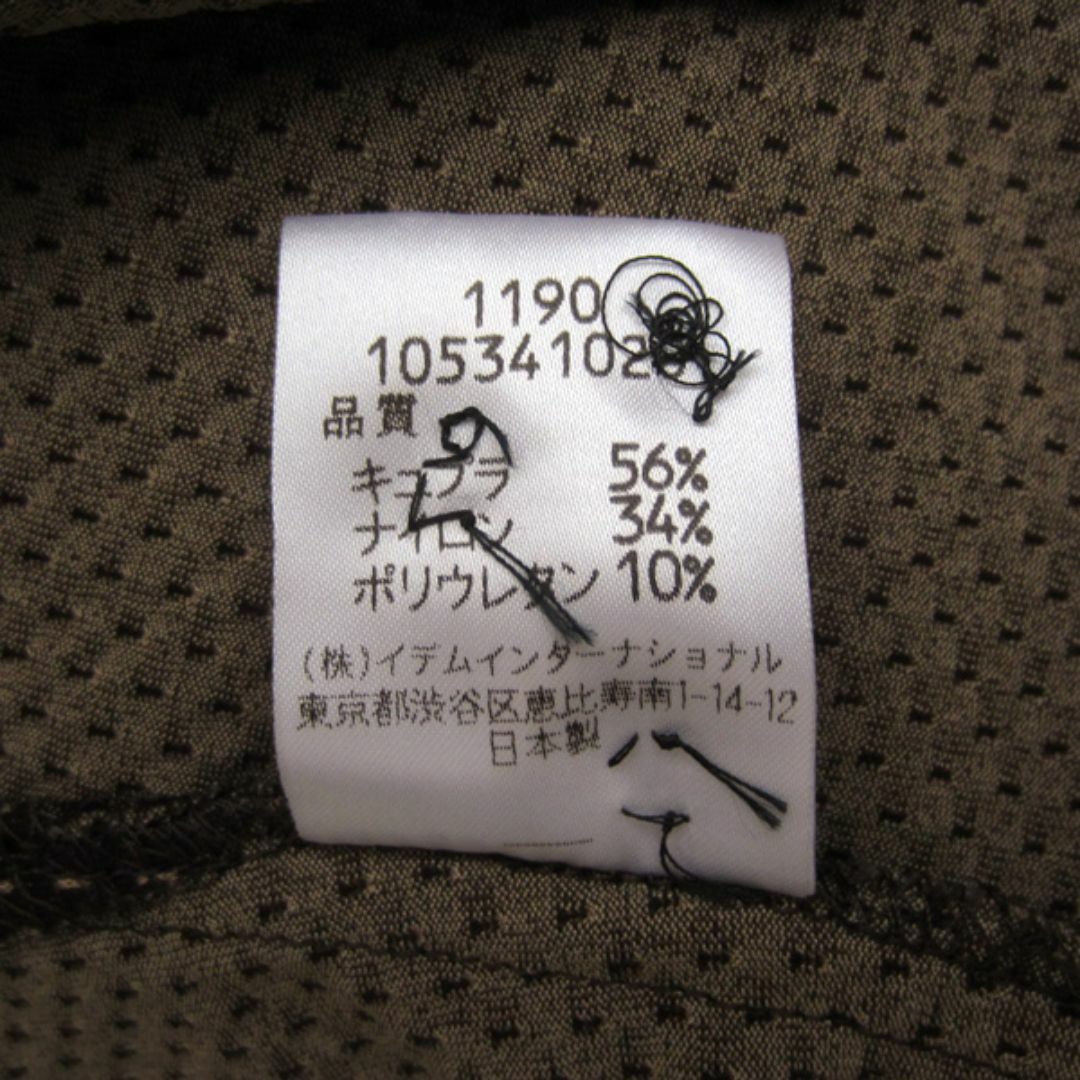 1190
品質
キュプラ 56%
ナイロン 34%
ポリウレタン 10%
(株)イデムインターナショナル
東京都渋谷区恵比寿南1-14-12
日本製